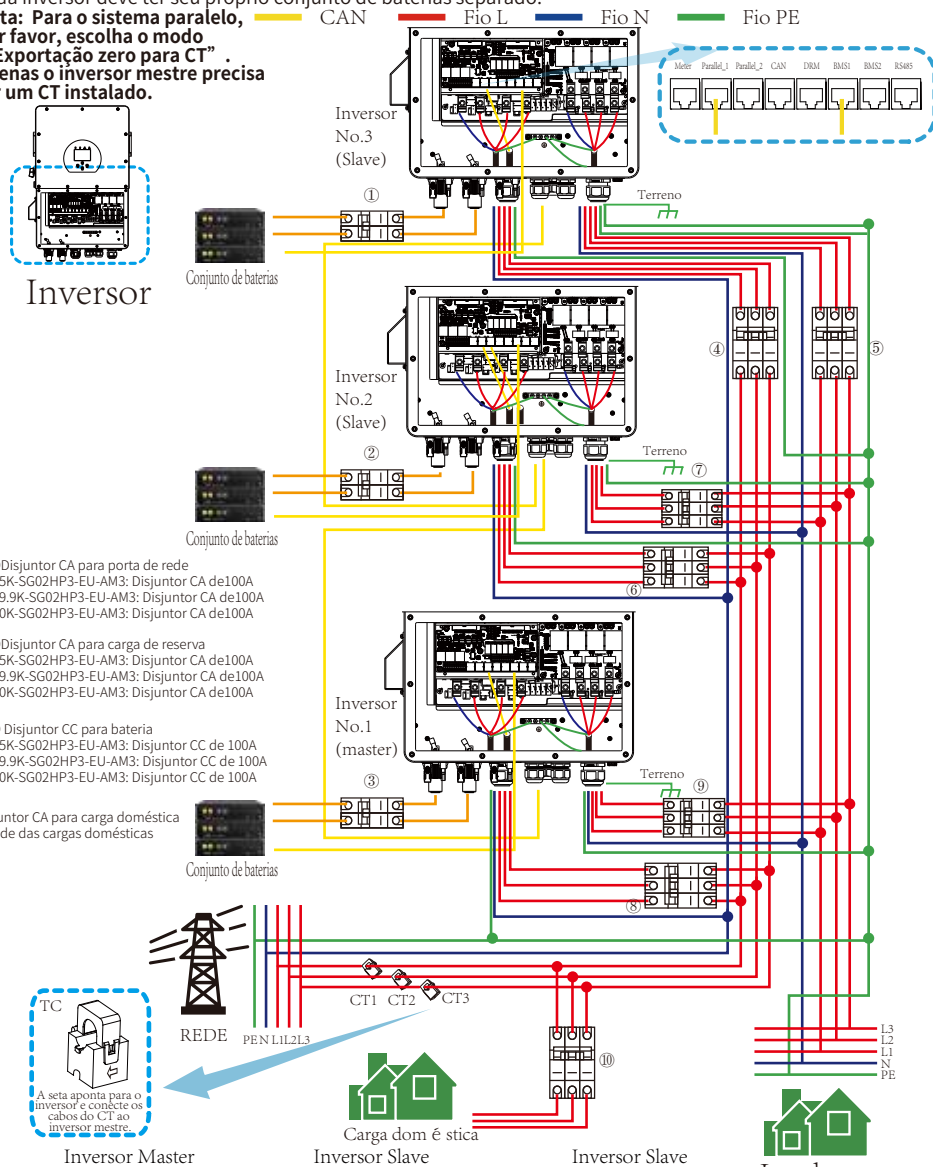 da inversor deve ter seu próprio conjunto de baterias separado.
ta: Para o sistema paralelo,
r favor, escolha o modo
Exportação zero para CT”.
enas o inversor mestre precisa
r um CT instalado.
CAN Fio L Fio N Fio PE
Meter Parallel_1 Parallel_2 CAN DRM BMS1 BMS2 RS485
Inversor
No.3
(Slave)
Terreno
①
Conjunto de baterias
Inversor
④
⑤
Inversor
No.2
(Slave)
Terreno
⑦
②
Conjunto de baterias
⑥
Disjuntor CA para porta de rede
5K-SG02HP3-EU-AM3: Disjuntor CA de100A
9.9K-SG02HP3-EU-AM3: Disjuntor CA de100A
0K-SG02HP3-EU-AM3: Disjuntor CA de100A
Disjuntor CA para carga de reserva
5K-SG02HP3-EU-AM3: Disjuntor CA de100A
9.9K-SG02HP3-EU-AM3: Disjuntor CA de100A
0K-SG02HP3-EU-AM3: Disjuntor CA de100A
Disjuntor CC para bateria
5K-SG02HP3-EU-AM3: Disjuntor CC de 100A
9.9K-SG02HP3-EU-AM3: Disjuntor CC de 100A
0K-SG02HP3-EU-AM3: Disjuntor CC de 100A
juntor CA para carga doméstica
de das cargas domésticas
Inversor
No.1
(master)
Terreno
⑨
③
Conjunto de baterias
⑧
REDE
PE N L1 L2 L3
CT1 CT2 CT3
TC
A seta aponta para o
inversor e conecte os
cabos do CT ao
inversor mestre.
⑩
Carga dom é stica
L3
L2
L1
N
PE
Inversor Master Inversor Slave Inversor Slave